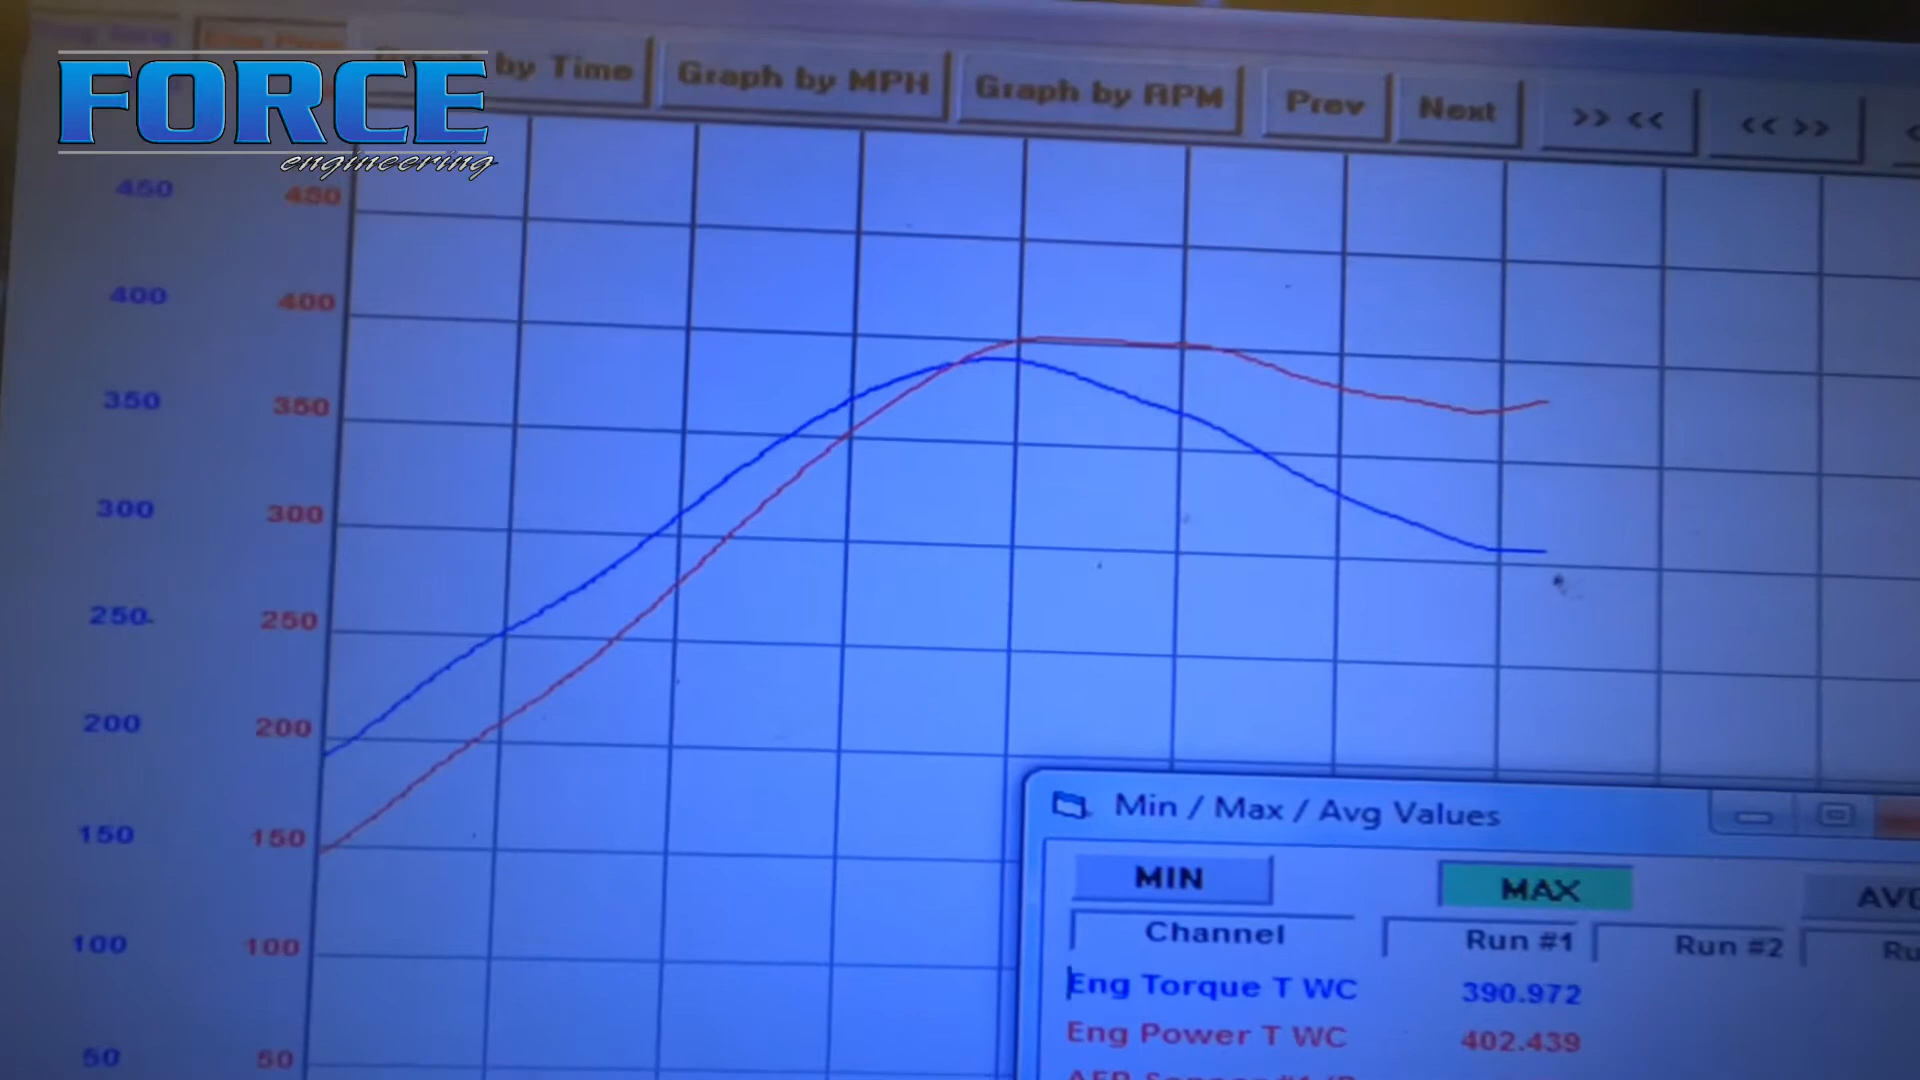 FORCE
engineering
by Time
Graph by MPH
Graph by RPM
Prev
Next
>> <<
<< >>
450 450
400 400
350 350
300 300
250 250
200 200
150 150
100 100
50 50
Min / Max / Avg Values
MIN
MAX
Channel
Run #1
Run #2
Eng Torque T WC 390.972
Eng Power T WC 402.439